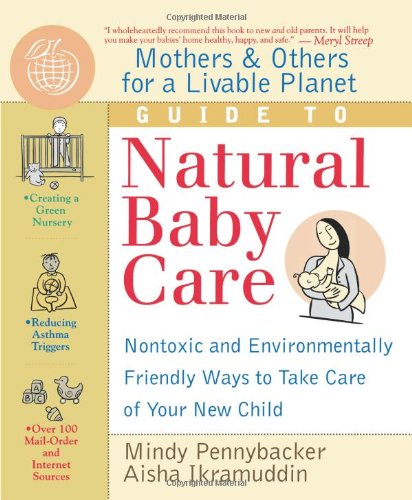 Copyrighted Material
"I wholeheartedly recommend this book to new and old parents. It will help
you make your babies' home healthy, happy, and safe." — Meryl Streep
Mothers & Others
for a Livable Planet
GUIDE TO
Natural
Baby
Care
•Creating a
Green
Nursery
•Reducing
Asthma
Triggers
•Over 100
Mail-Order
and
Internet
Sources
Nontoxic and Environmentally
Friendly Ways to Take Care
of Your New Child
Mindy Pennybacker
Aisha Ikramuddin
Copyrighted Material